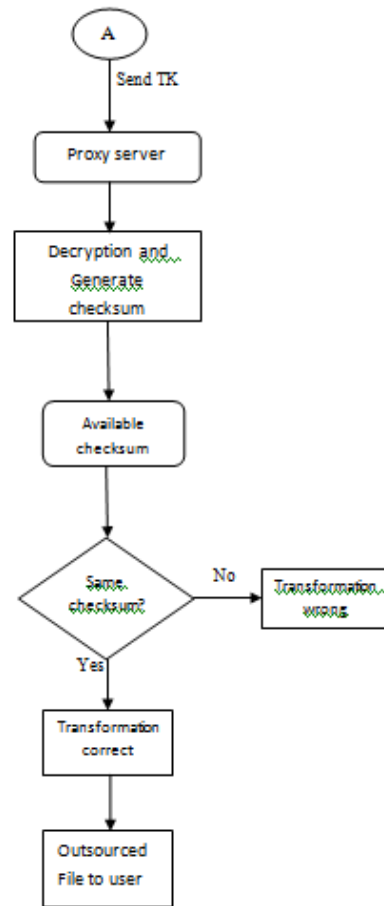 A
Send TK
Proxy server
Decryption and
Generate
checksum
Available
checksum
Same
checksum?
No
Transformation
wrong
Yes
Transformation
correct
Outsourced
File to user